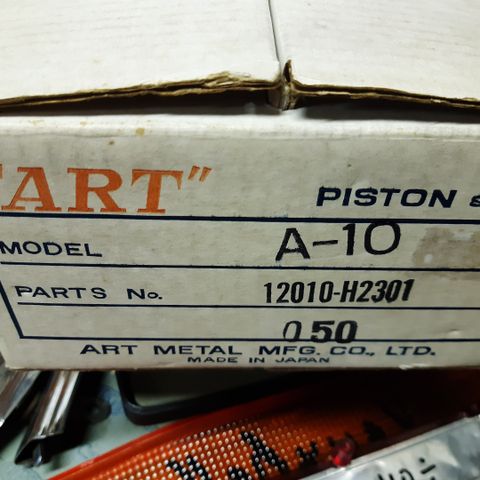 "ART"
PISTON &
MODEL A-10
PARTS No. 12010-H2301
0.50
ART METAL MFG. CO., LTD.
MADE IN JAPAN